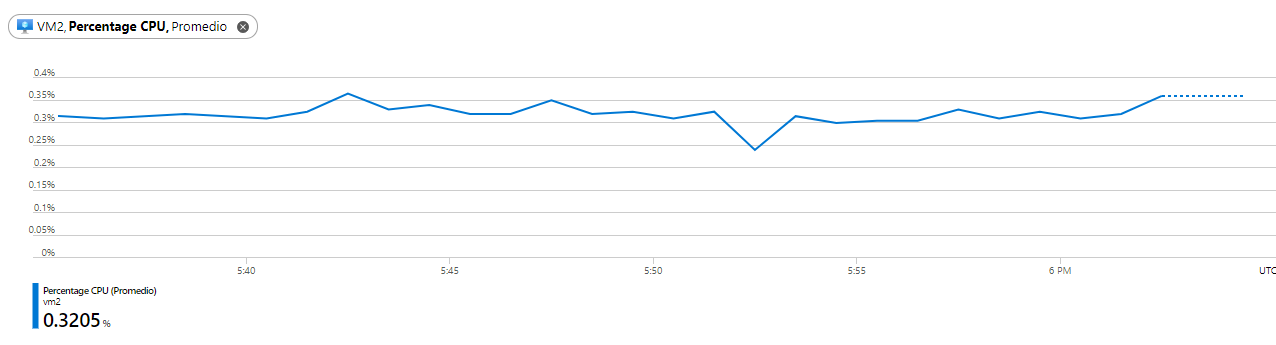 VM2, Percentage CPU, Promedio
0.4%
0.35%
0.3%
0.25%
0.2%
0.15%
0.1%
0.05%
0%
5:40 5:45 5:50 5:55 6 PM UTC
Percentage CPU (Promedio)
vm2
0.3205 %